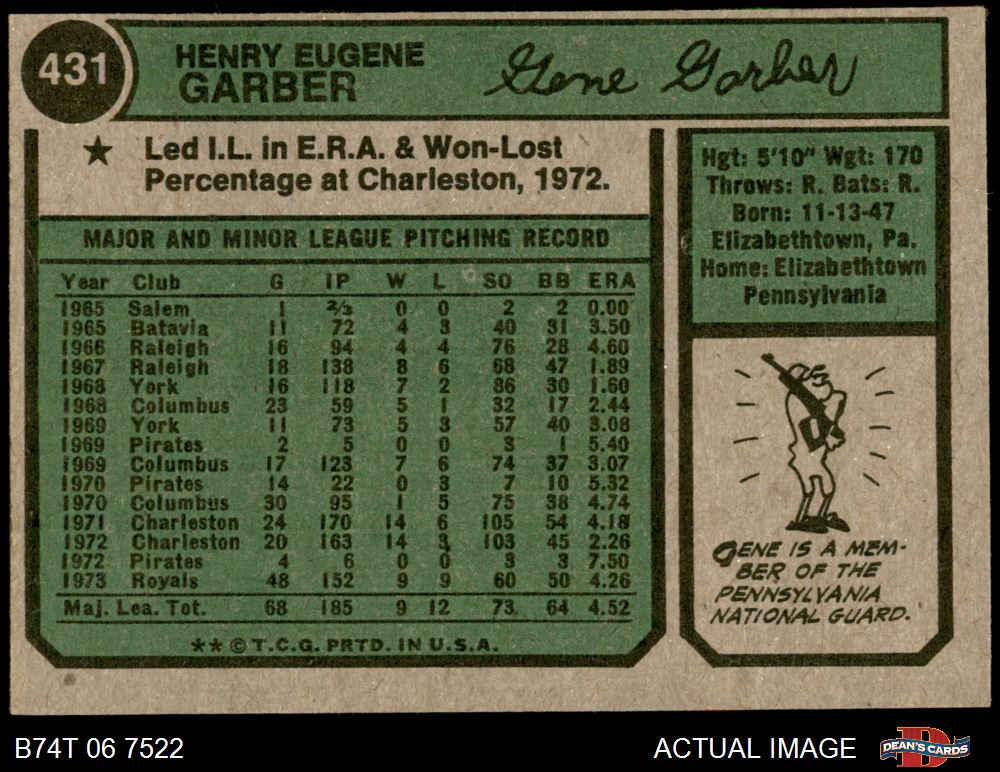 431
HENRY EUGENE
GARBER
Gene Garber
★ Led I.L. in E.R.A. & Won-Lost
Percentage at Charleston, 1972.
MAJOR AND MINOR LEAGUE PITCHING RECORD
Year Club G IP W L SO BB ERA
1965 Salem 1 2/3 0 0 2 2 0.00
1965 Batavia 11 72 4 3 40 31 3.50
1966 Raleigh 16 94 4 4 76 28 4.60
1967 Raleigh 18 138 8 6 68 47 1.89
1968 York 16 118 7 2 86 30 1.60
1968 Columbus 23 59 5 1 32 17 2.44
1969 York 11 73 5 3 57 40 3.08
1969 Pirates 2 5 0 0 3 1 5.40
1969 Columbus 17 123 7 6 74 37 3.07
1970 Pirates 14 22 0 3 7 10 5.32
1970 Columbus 30 95 1 5 75 38 4.74
1971 Charleston 24 170 14 6 105 54 4.18
1972 Charleston 20 163 14 3 103 45 2.26
1972 Pirates 4 6 0 0 3 3 7.50
1973 Royals 48 152 9 9 60 50 4.26
Maj. Lea. Tot. 68 185 9 12 73 64 4.52
** © T.C.G. PRTD. IN U.S.A.
Hgt: 5'10" Wgt: 170
Throws: R. Bats: R.
Born: 11-13-47
Elizabethtown, Pa.
Home: Elizabethtown
Pennsylvania
GENE IS A MEM-
BER OF THE
PENNSYLVANIA
NATIONAL GUARD.
B74T 06 7522
ACTUAL IMAGE
D
DEAN'S CARDS